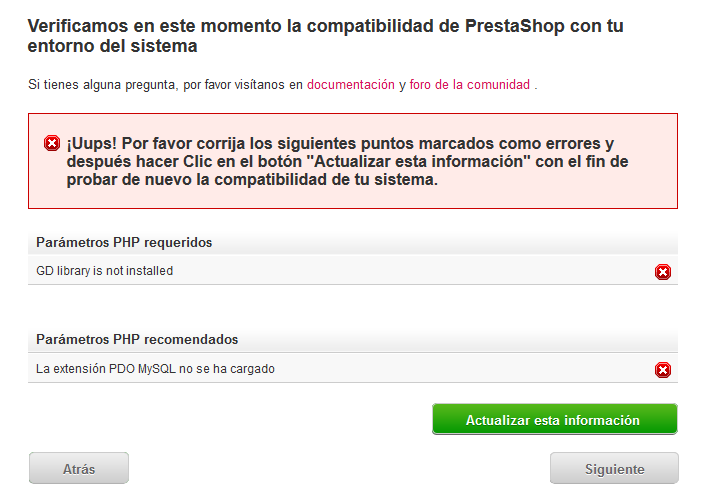 Verificamos en este momento la compatibilidad de PrestaShop con tu
entorno del sistema
Si tienes alguna pregunta, por favor visítanos en documentación y foro de la comunidad .
¡Uups! Por favor corrija los siguientes puntos marcados como errores y
después hacer Clic en el botón "Actualizar esta información" con el fin de
probar de nuevo la compatibilidad de tu sistema.
Parámetros PHP requeridos
GD library is not installed
Parámetros PHP recomendados
La extensión PDO MySQL no se ha cargado
Actualizar esta información
Atrás
Siguiente